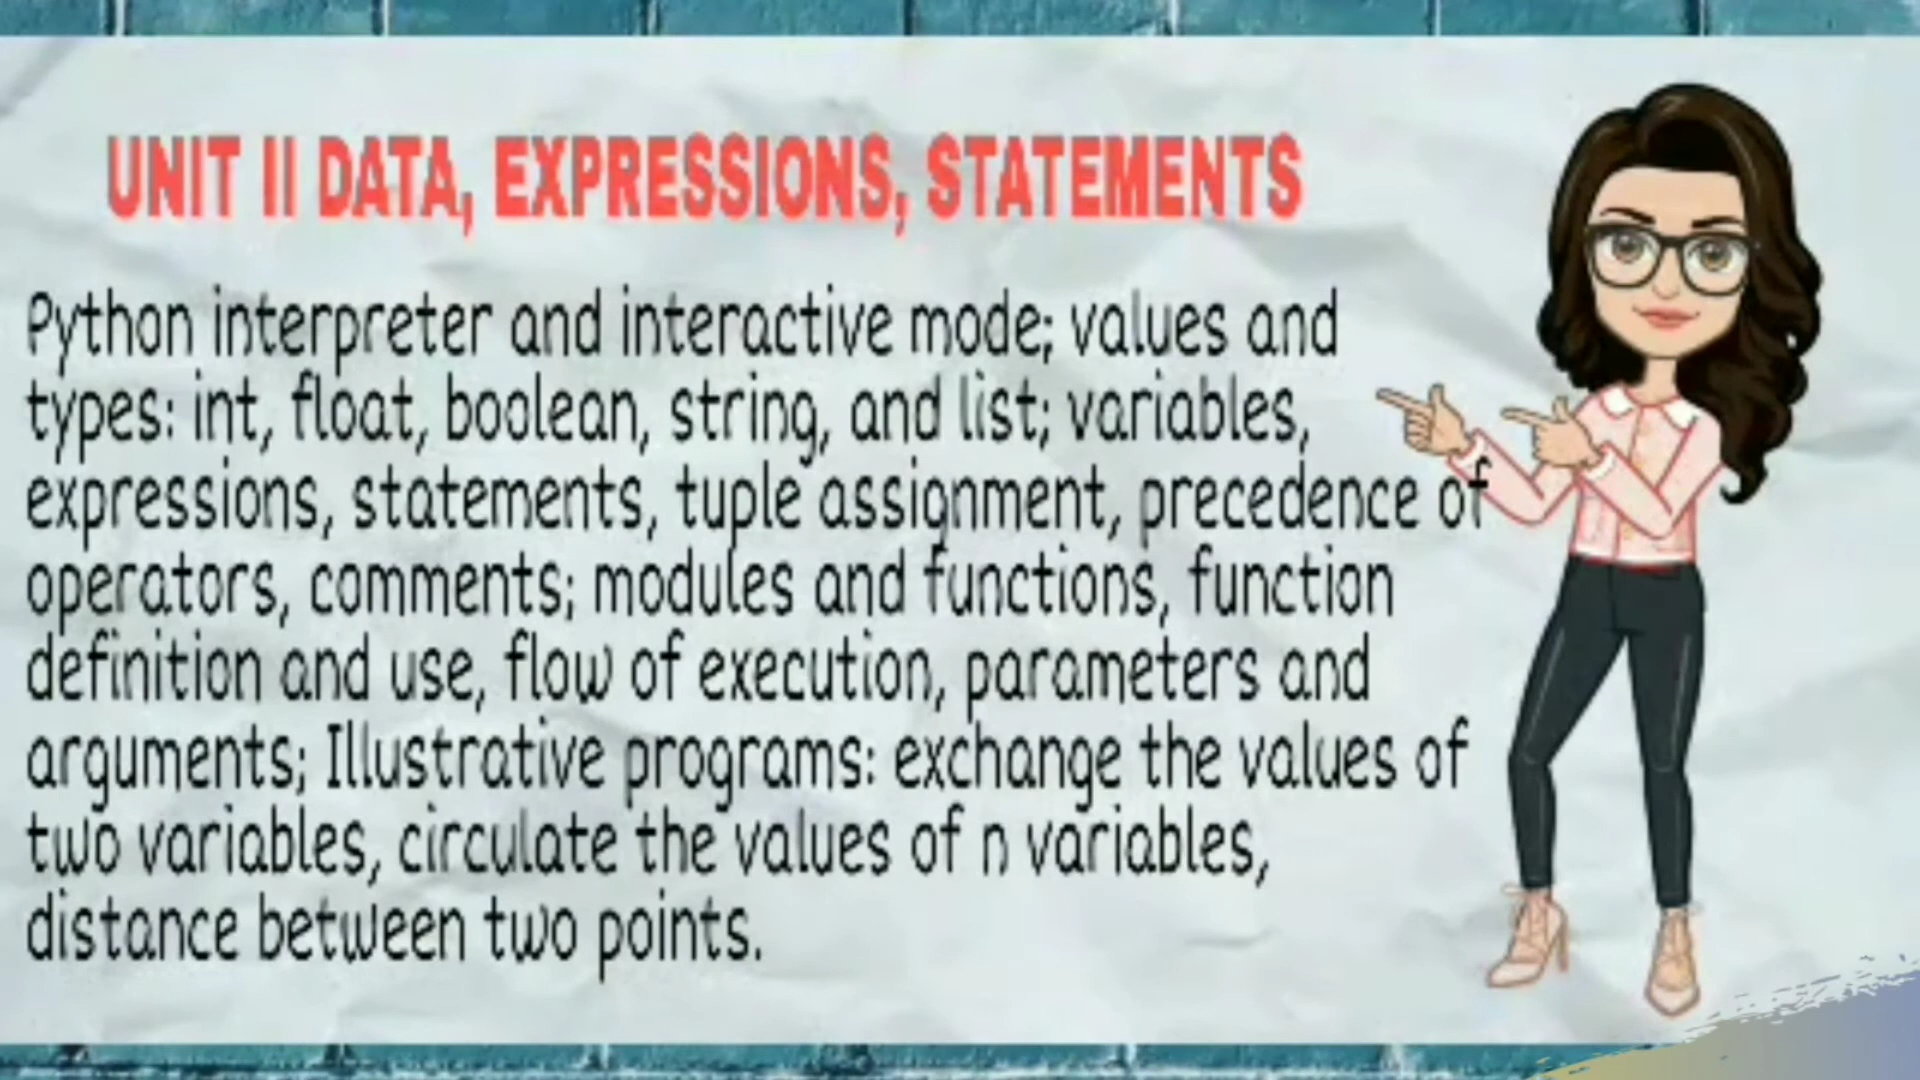 UNIT II DATA, EXPRESSIONS, STATEMENTS
Python interpreter and interactive mode; values and
types: int, float, boolean, string, and list; variables,
expressions, statements, tuple assignment, precedence of
operators, comments; modules and functions, function
definition and use, flow of execution, parameters and
arguments; Illustrative programs: exchange the values of
two variables, circulate the values of n variables,
distance between two points.